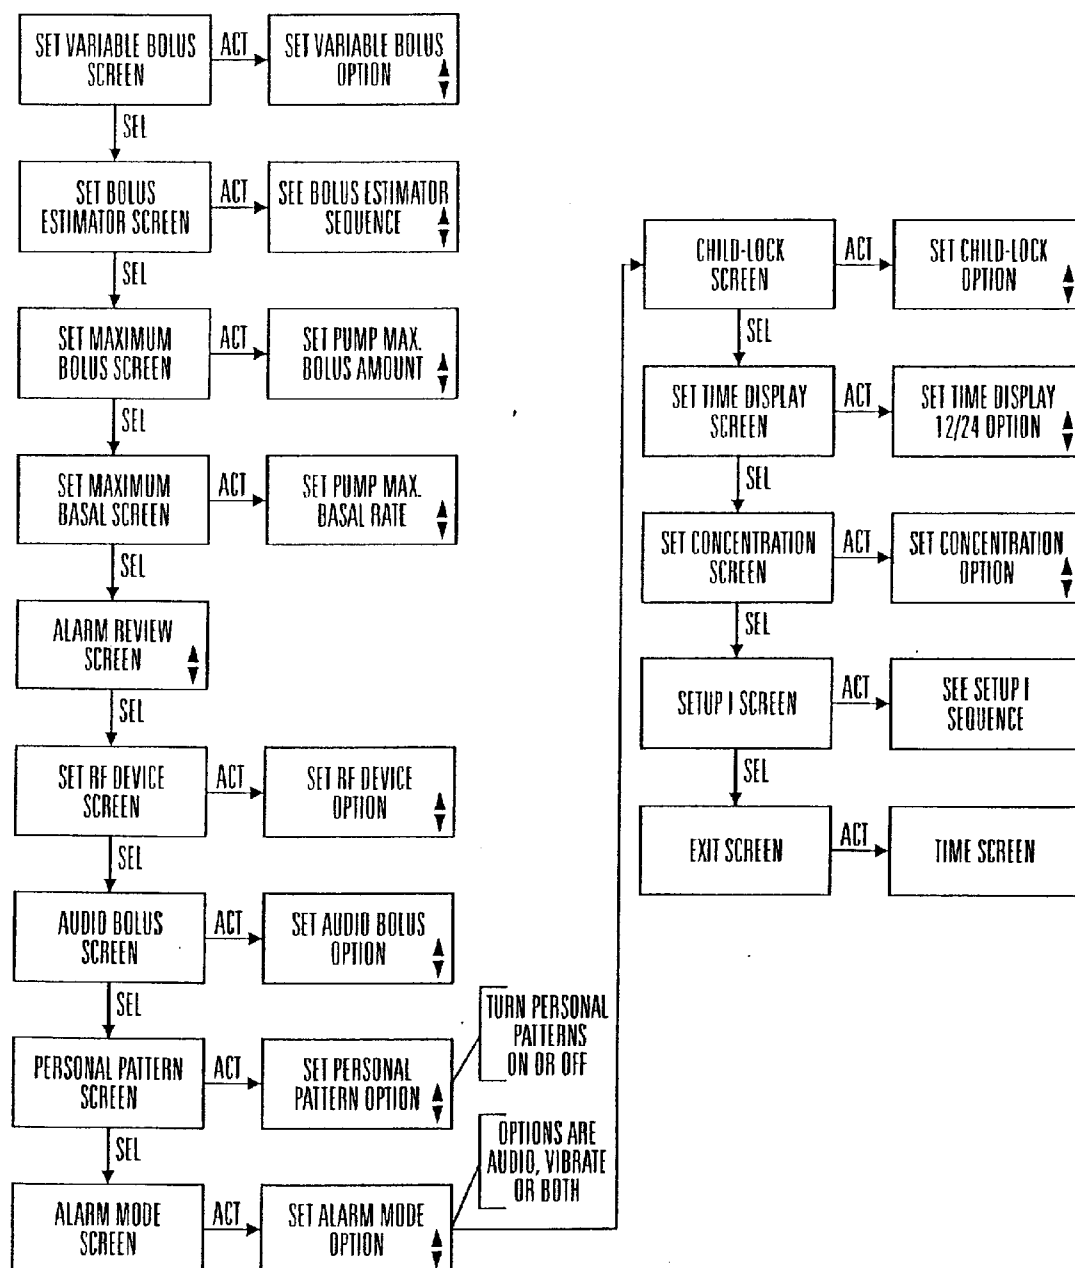 SET VARIABLE BOLUS
SCREEN
ACT
SET VARIABLE BOLUS
OPTION
SEL
SET BOLUS
ESTIMATOR SCREEN
ACT
SEE BOLUS ESTIMATOR
SEQUENCE
SEL
SET MAXIMUM
BOLUS SCREEN
ACT
SET PUMP MAX.
BOLUS AMOUNT
SEL
SET MAXIMUM
BASAL SCREEN
ACT
SET PUMP MAX.
BASAL RATE
SEL
ALARM REVIEW
SCREEN
SEL
SET RF DEVICE
SCREEN
ACT
SET RF DEVICE
OPTION
SEL
AUDIO BOLUS
SCREEN
ACT
SET AUDIO BOLUS
OPTION
SEL
PERSONAL PATTERN
SCREEN
ACT
SET PERSONAL
PATTERN OPTION
TURN PERSONAL
PATTERNS
ON OR OFF
SEL
ALARM MODE
SCREEN
ACT
SET ALARM MODE
OPTION
OPTIONS ARE
AUDIO, VIBRATE
OR BOTH
CHILD-LOCK
SCREEN
ACT
SET CHILD-LOCK
OPTION
SEL
SET TIME DISPLAY
SCREEN
ACT
SET TIME DISPLAY
12/24 OPTION
SEL
SET CONCENTRATION
SCREEN
ACT
SET CONCENTRATION
OPTION
SEL
SETUP I SCREEN
ACT
SEE SETUP I
SEQUENCE
SEL
EXIT SCREEN
ACT
TIME SCREEN